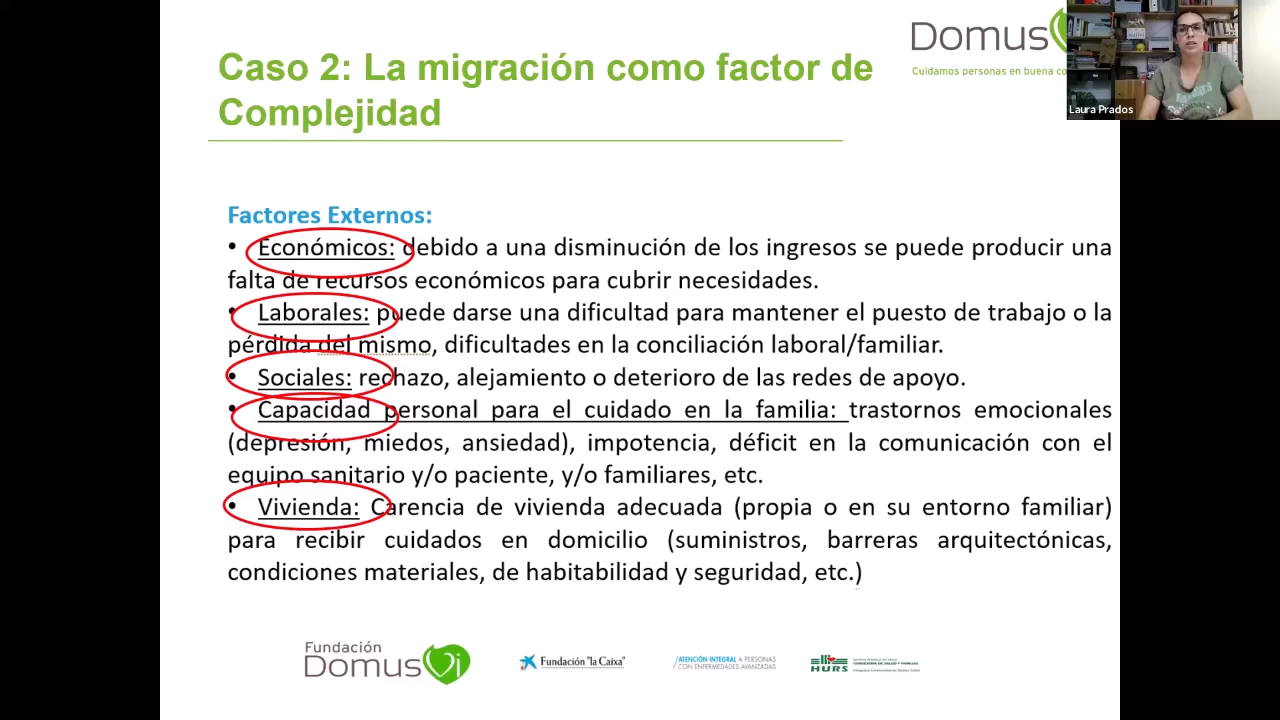 Domus
Cuidamos personas en buena co
Laura Prados
Caso 2: La migración como factor de
Complejidad
Factores Externos:
• Económicos: debido a una disminución de los ingresos se puede producir una
falta de recursos económicos para cubrir necesidades.
• Laborales: puede darse una dificultad para mantener el puesto de trabajo o la
pérdida del mismo, dificultades en la conciliación laboral/familiar.
• Sociales: rechazo, alejamiento o deterioro de las redes de apoyo.
• Capacidad personal para el cuidado en la familia: trastornos emocionales
(depresión, miedos, ansiedad), impotencia, déficit en la comunicación con el
equipo sanitario y/o paciente, y/o familiares, etc.
• Vivienda: Carencia de vivienda adecuada (propia o en su entorno familiar)
para recibir cuidados en domicilio (suministros, barreras arquitectónicas,
condiciones materiales, de habitabilidad y seguridad, etc.)
Fundación
DomusVi
Fundación "la Caixa"
ATENCIÓN INTEGRAL A PERSONAS
CON ENFERMEDADES AVANZADAS
HURS
CONSEJERÍA DE SALUD Y FAMILIAS